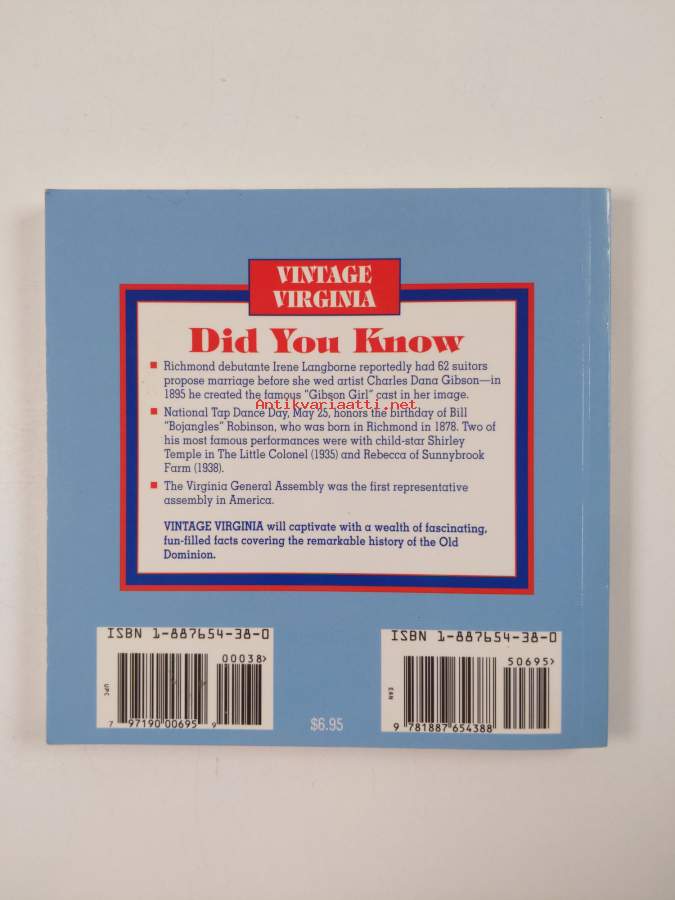 VINTAGE
VIRGINIA
Did You Know
■ Richmond debutante Irene Langborne reportedly had 62 suitors
propose marriage before she wed artist Charles Dana Gibson—in
1895 he created the famous "Gibson Girl" cast in her image.
Antikvariaatti.net
■ National Tap Dance Day, May 25, honors the birthday of Bill
"Bojangles" Robinson, who was born in Richmond in 1878. Two of
his most famous performances were with child-star Shirley
Temple in The Little Colonel (1935) and Rebecca of Sunnybrook
Farm (1938).
■ The Virginia General Assembly was the first representative
assembly in America.
VINTAGE VIRGINIA will captivate with a wealth of fascinating,
fun-filled facts covering the remarkable history of the Old
Dominion.
ISBN 1-887654-38-0
00038>
UPC
7 97190 00695 9
$6.95
ISBN 1-887654-38-0
50695>
EAN
9 781887 654388